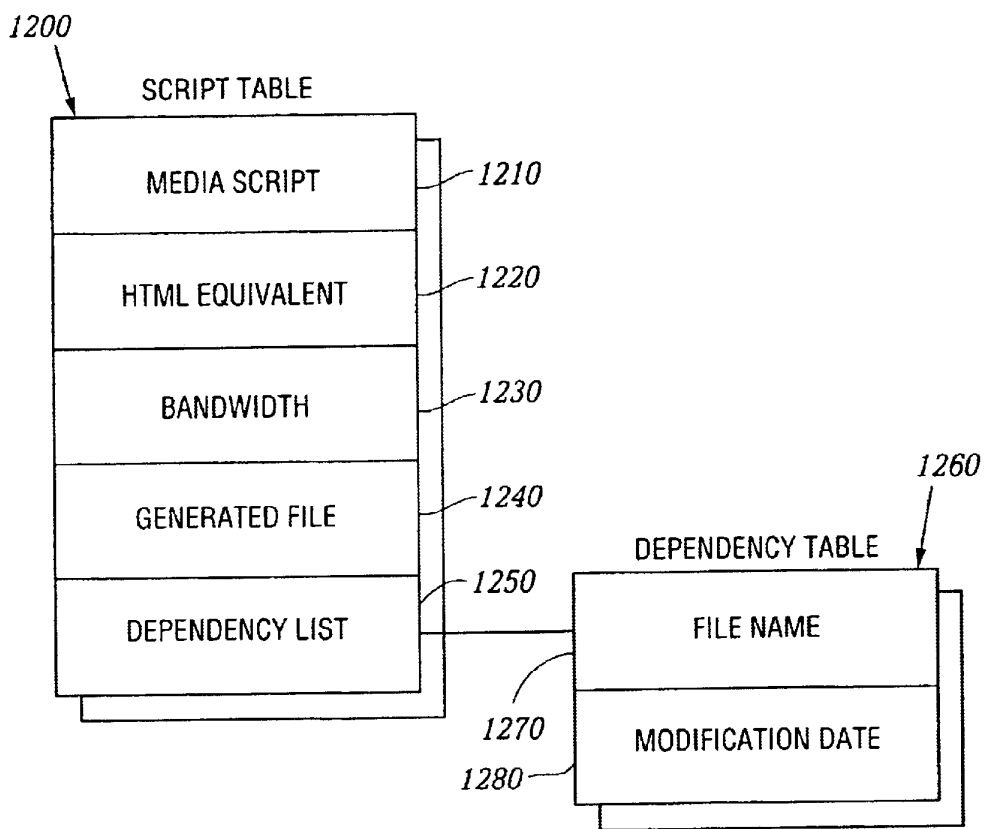 1200
SCRIPT TABLE
MEDIA SCRIPT
1210
HTML EQUIVALENT
1220
BANDWIDTH
1230
GENERATED FILE
1240
DEPENDENCY LIST
1250
1260
DEPENDENCY TABLE
FILE NAME
1270
MODIFICATION DATE
1280